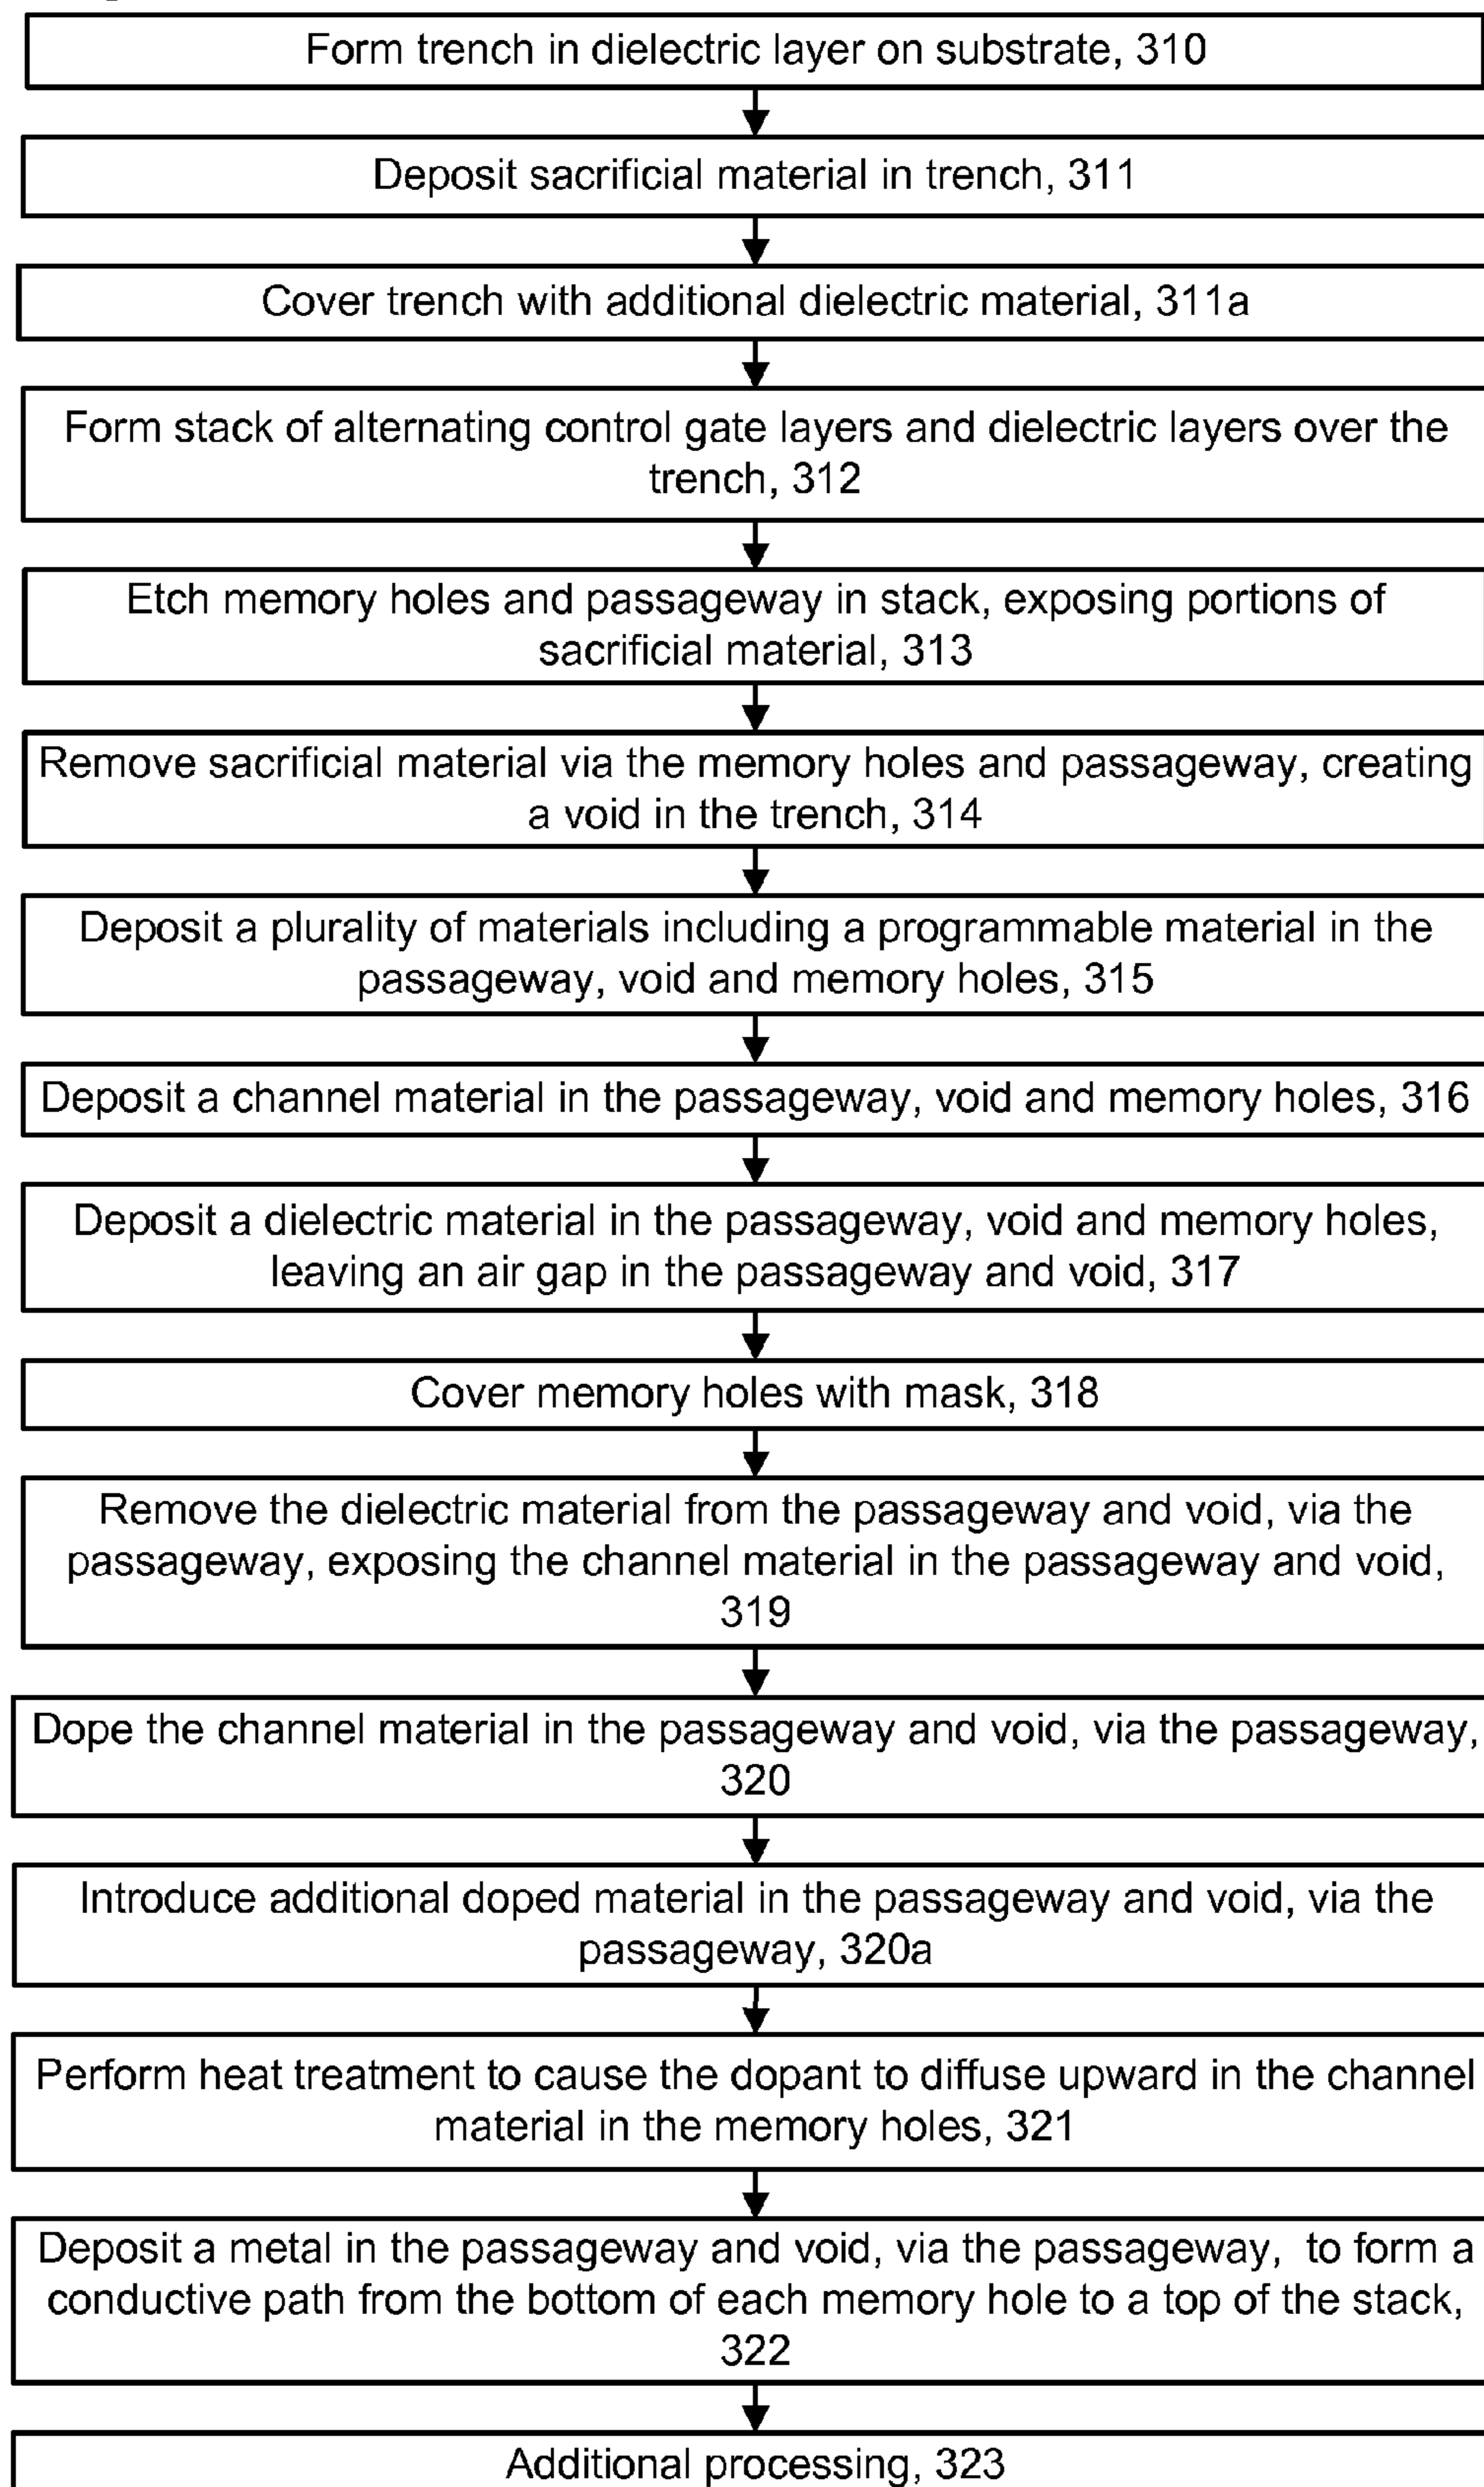 Form trench in dielectric layer on substrate, 310
Deposit sacrificial material in trench, 311
Cover trench with additional dielectric material, 311a
Form stack of alternating control gate layers and dielectric layers over the
trench, 312
Etch memory holes and passageway in stack, exposing portions of
sacrificial material, 313
Remove sacrificial material via the memory holes and passageway, creating
a void in the trench, 314
Deposit a plurality of materials including a programmable material in the
passageway, void and memory holes, 315
Deposit a channel material in the passageway, void and memory holes, 316
Deposit a dielectric material in the passageway, void and memory holes,
leaving an air gap in the passageway and void, 317
Cover memory holes with mask, 318
Remove the dielectric material from the passageway and void, via the
passageway, exposing the channel material in the passageway and void,
319
Dope the channel material in the passageway and void, via the passageway,
320
Introduce additional doped material in the passageway and void, via the
passageway, 320a
Perform heat treatment to cause the dopant to diffuse upward in the channel
material in the memory holes, 321
Deposit a metal in the passageway and void, via the passageway, to form a
conductive path from the bottom of each memory hole to a top of the stack,
322
Additional processing, 323